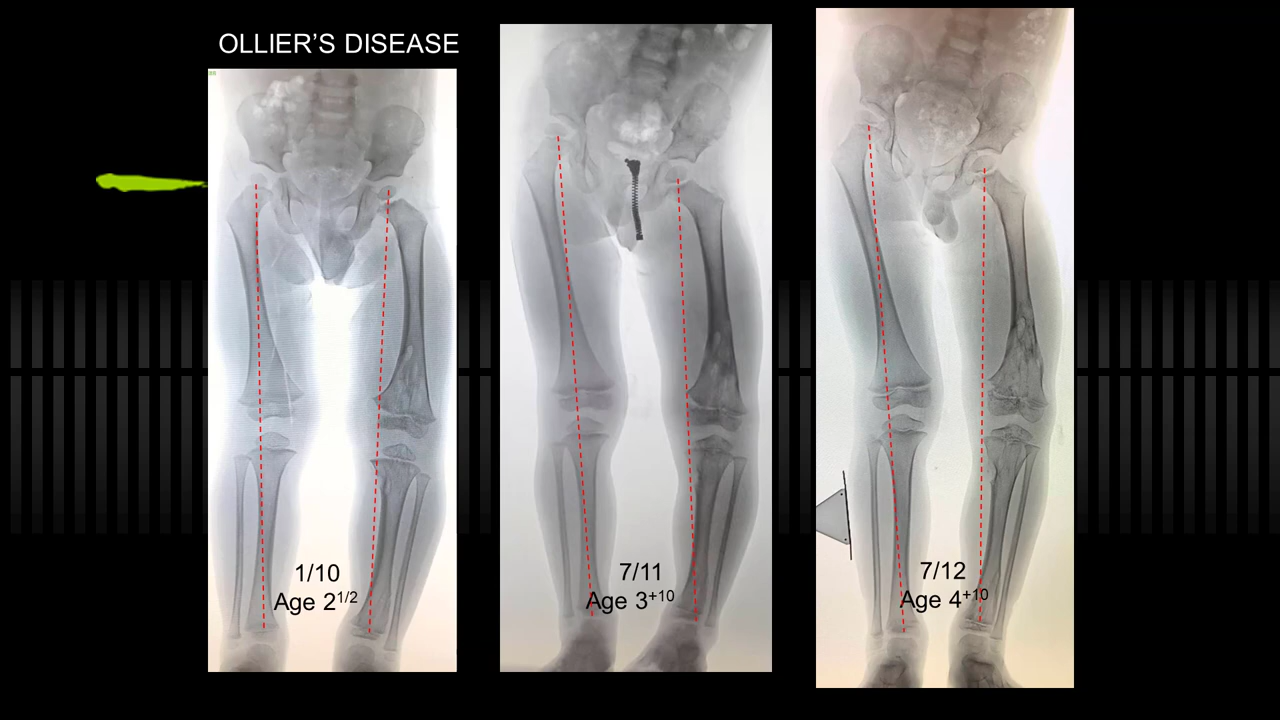 OLLIER'S DISEASE
1/10
Age 2^1/2
7/11
Age 3^+10
7/12
Age 4^+10